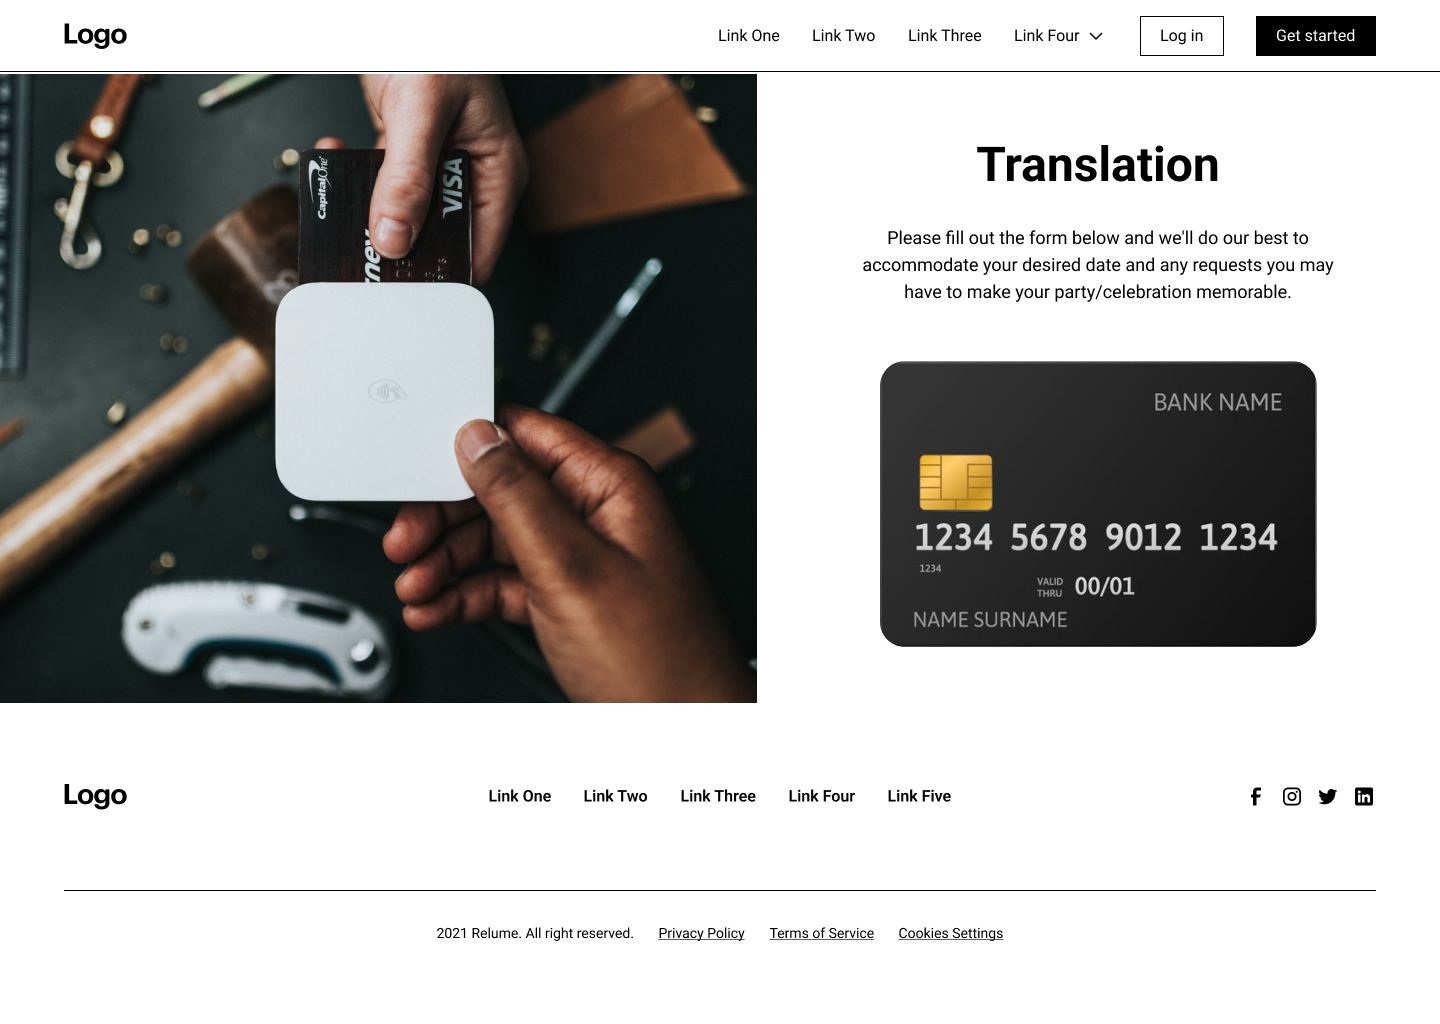 Logo
Link One
Link Two
Link Three
Link Four
Log in
Get started
CapitalOne
VISA
Translation
Please fill out the form below and we'll do our best to
accommodate your desired date and any requests you may
have to make your party/celebration memorable.
BANK NAME
1234 5678 9012 1234
1234
VALID
THRU 00/01
NAME SURNAME
Logo
Link One
Link Two
Link Three
Link Four
Link Five
2021 Relume. All right reserved.
Privacy Policy
Terms of Service
Cookies Settings